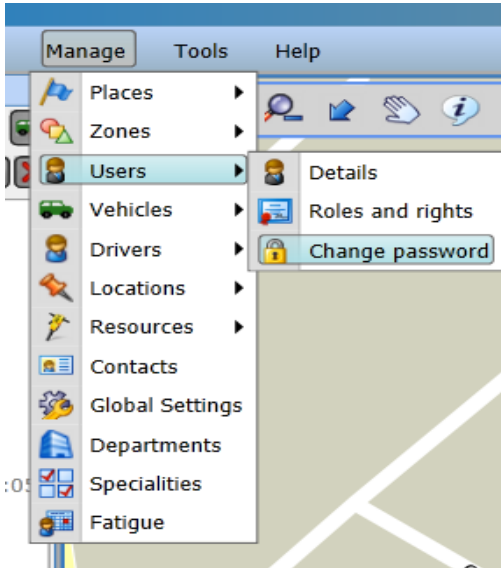 Manage Tools Help
Places
Zones
Users Details
Vehicles Roles and rights
Drivers Change password
Locations
Resources
Contacts
Global Settings
Departments
:05 Specialities
Fatigue